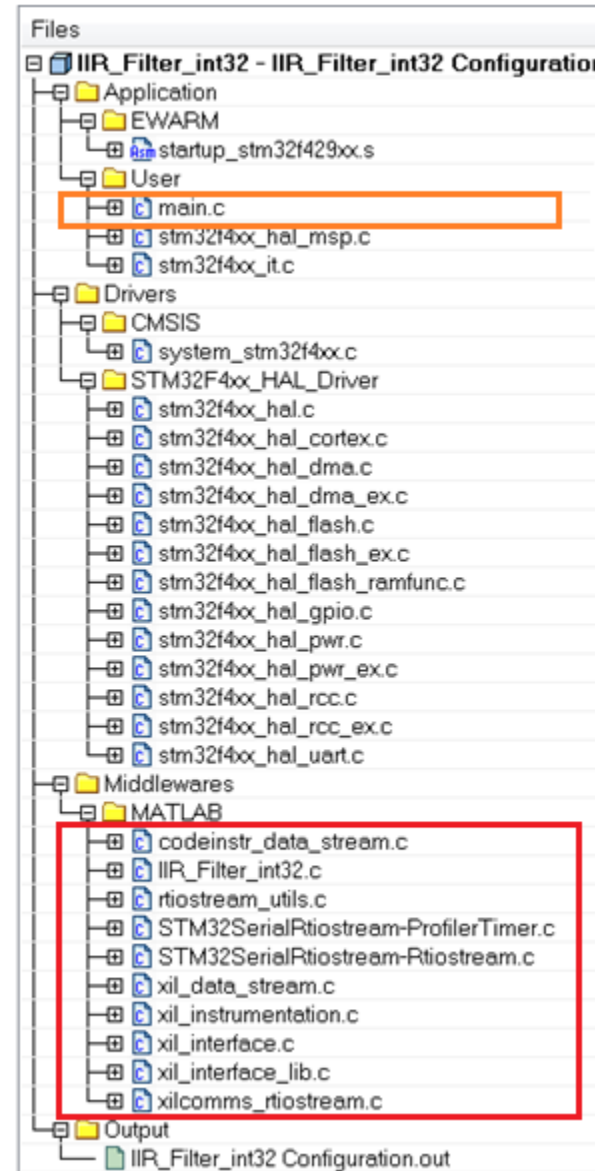 Files
IIR_Filter_int32 - IIR_Filter_int32 Configuration
Application
EWARM
Asm startup_stm32f429xx.s
User
c main.c
c stm32f4xx_hal_msp.c
c stm32f4xx_it.c
Drivers
CMSIS
c system_stm32f4xx.c
STM32F4xx_HAL_Driver
c stm32f4xx_hal.c
c stm32f4xx_hal_cortex.c
c stm32f4xx_hal_dma.c
c stm32f4xx_hal_dma_ex.c
c stm32f4xx_hal_flash.c
c stm32f4xx_hal_flash_ex.c
c stm32f4xx_hal_flash_ramfunc.c
c stm32f4xx_hal_gpio.c
c stm32f4xx_hal_pwr.c
c stm32f4xx_hal_pwr_ex.c
c stm32f4xx_hal_rcc.c
c stm32f4xx_hal_rcc_ex.c
c stm32f4xx_hal_uart.c
Middlewares
MATLAB
c codeinstr_data_stream.c
c IIR_Filter_int32.c
c rtiostream_utils.c
c STM32SerialRtiostream-ProfilerTimer.c
c STM32SerialRtiostream-Rtiostream.c
c xil_data_stream.c
c xil_instrumentation.c
c xil_interface.c
c xil_interface_lib.c
c xilcomms_rtiostream.c
Output
IIR_Filter_int32 Configuration.out